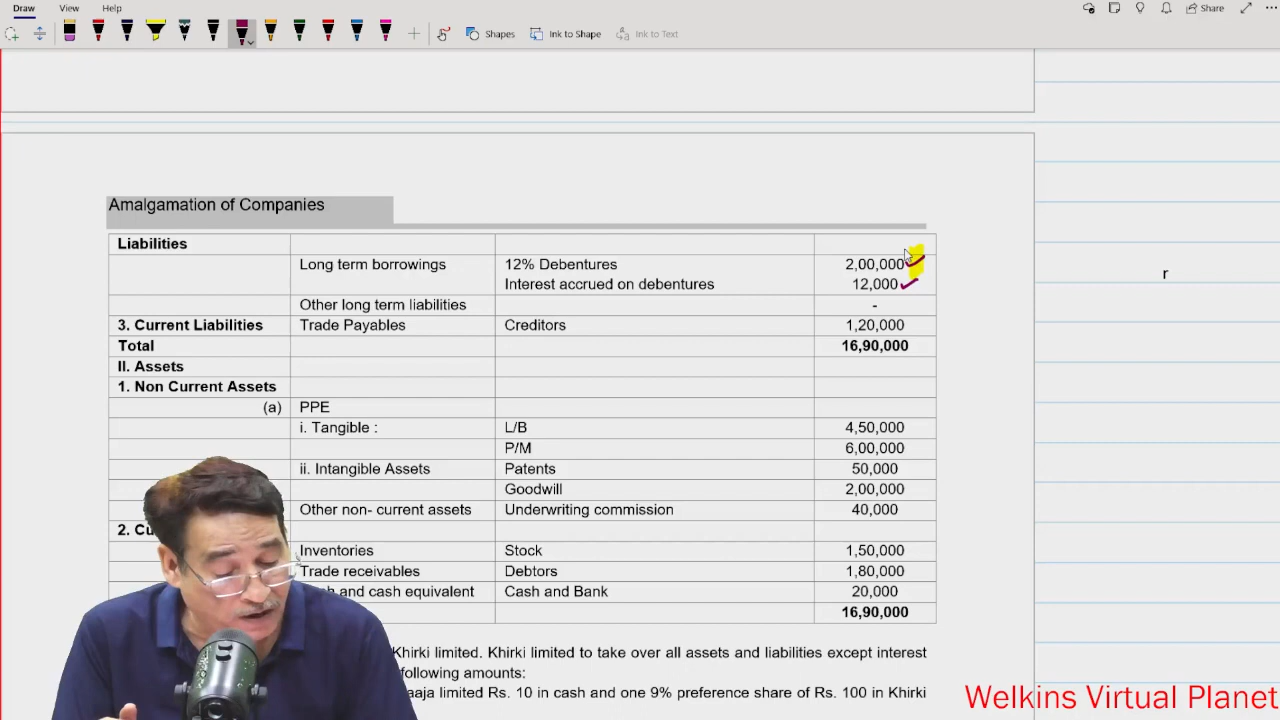 Draw View Help
Share
Shapes Ink to Shape Ink to Text
Amalgamation of Companies
Liabilities
Long term borrowings 12% Debentures 2,00,000
Interest accrued on debentures 12,000
Other long term liabilities -
3. Current Liabilities Trade Payables Creditors 1,20,000
Total 16,90,000
II. Assets
1. Non Current Assets
(a) PPE
i. Tangible : L/B 4,50,000
P/M 6,00,000
ii. Intangible Assets Patents 50,000
Goodwill 2,00,000
Other non- current assets Underwriting commission 40,000
2.
Inventories Stock 1,50,000
Trade receivables Debtors 1,80,000
and cash equivalent Cash and Bank 20,000
16,90,000
Khirki limited. Khirki limited to take over all assets and liabilities except interest
following amounts:
limited Rs. 10 in cash and one 9% preference share of Rs. 100 in Khirki
r
Welkins Virtual Planet